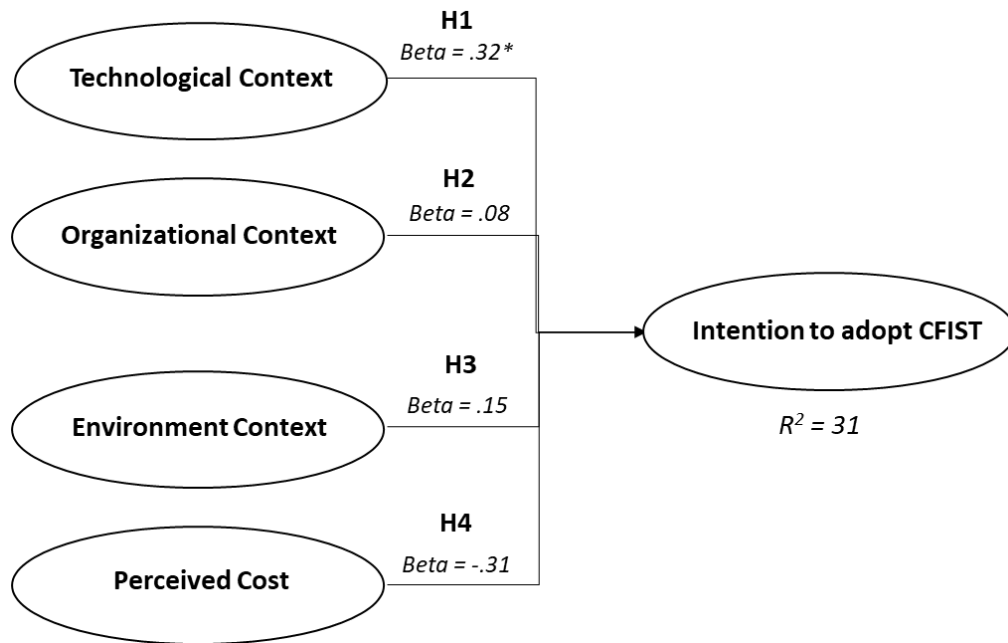 H1
Beta = .32*
Technological Context
H2
Beta = .08
Organizational Context
Intention to adopt CFIST
R² = 31
H3
Beta = .15
Environment Context
H4
Beta = -.31
Perceived Cost